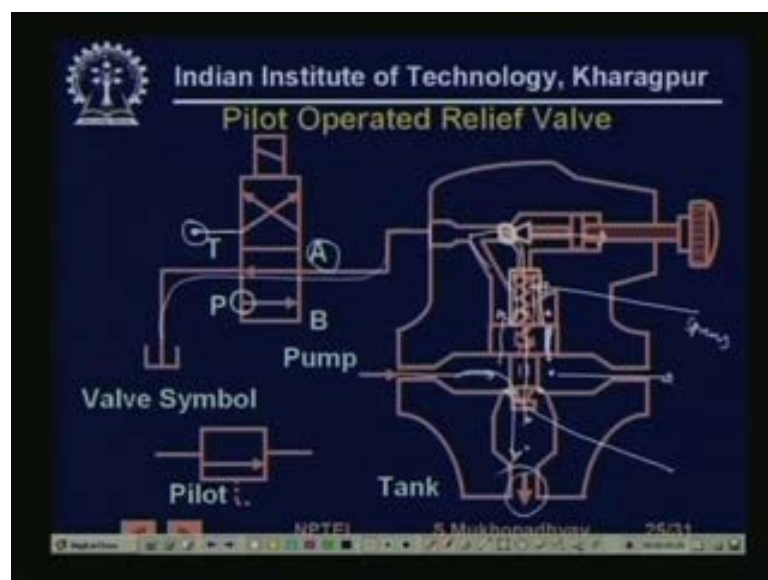 Indian Institute of Technology, Kharagpur
Pilot Operated Relief Valve
T
A
P
B
Pump
Valve Symbol
Pilot
Tank
NPTEL S.Mukhopadhyay 25/31